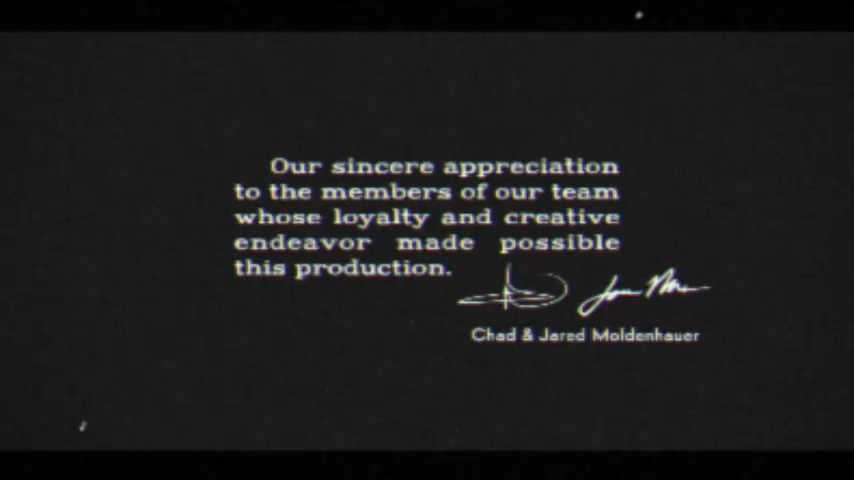 Our sincere appreciation
to the members of our team
whose loyalty and creative
endeavor made possible
this production.
Chad & Jared Moldenhauer